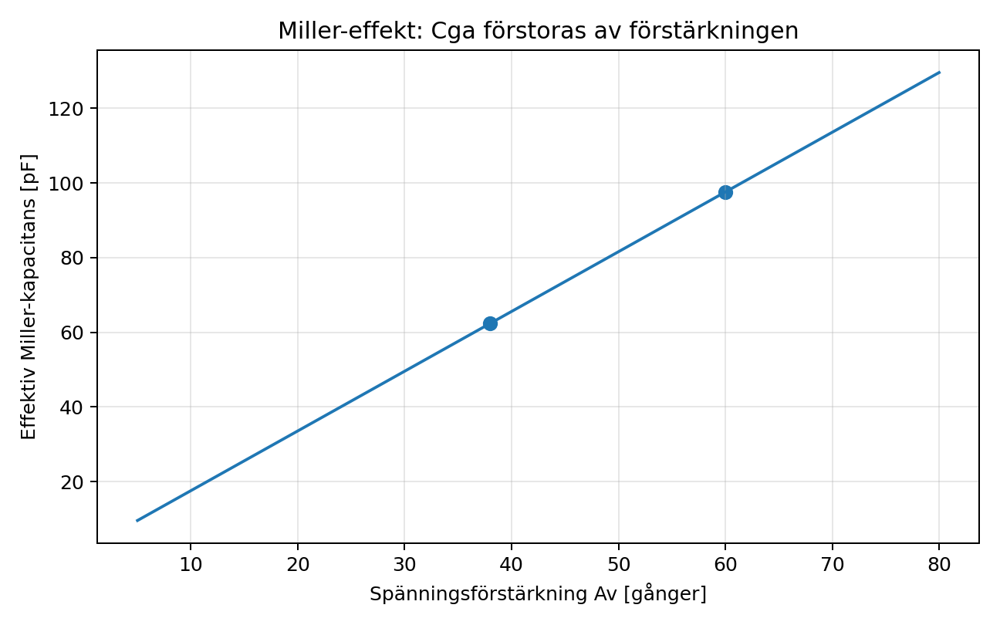 Miller-effekt: Cga förstoras av förstärkningen
Effektiv Miller-kapacitans [pF]
120
100
80
60
40
20
10 20 30 40 50 60 70 80
Spänningsförstärkning Av [gånger]